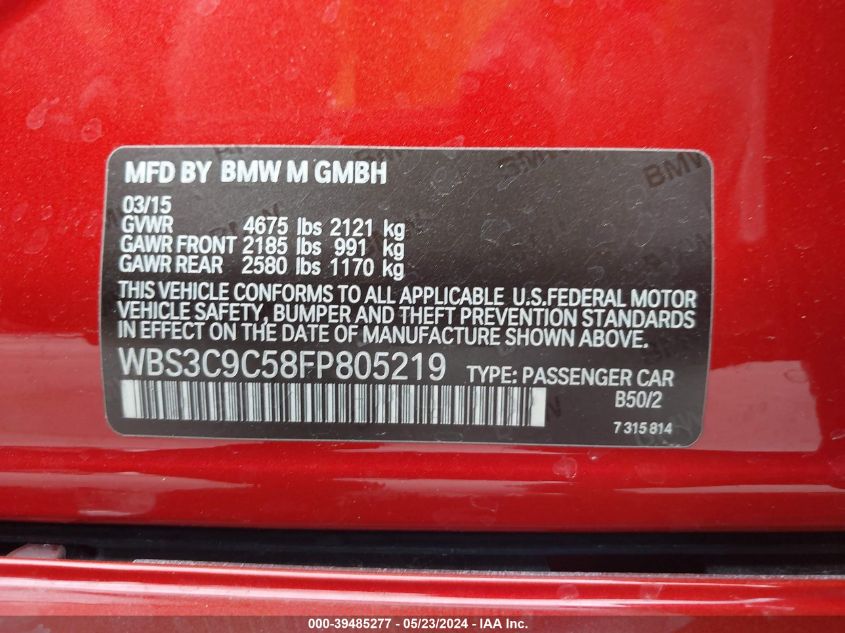 MFD BY BMW M GMBH
03/15
GVWR 4675 lbs 2121 kg
GAWR FRONT 2185 lbs 991 kg
GAWR REAR 2580 lbs 1170 kg
THIS VEHICLE CONFORMS TO ALL APPLICABLE U.S.FEDERAL MOTOR
VEHICLE SAFETY, BUMPER AND THEFT PREVENTION STANDARDS
IN EFFECT ON THE DATE OF MANUFACTURE SHOWN ABOVE.
WBS3C9C58FP805219 TYPE: PASSENGER CAR
B50/2
7 315 814
000-39485277 — 05/23/2024 — IAA Inc.